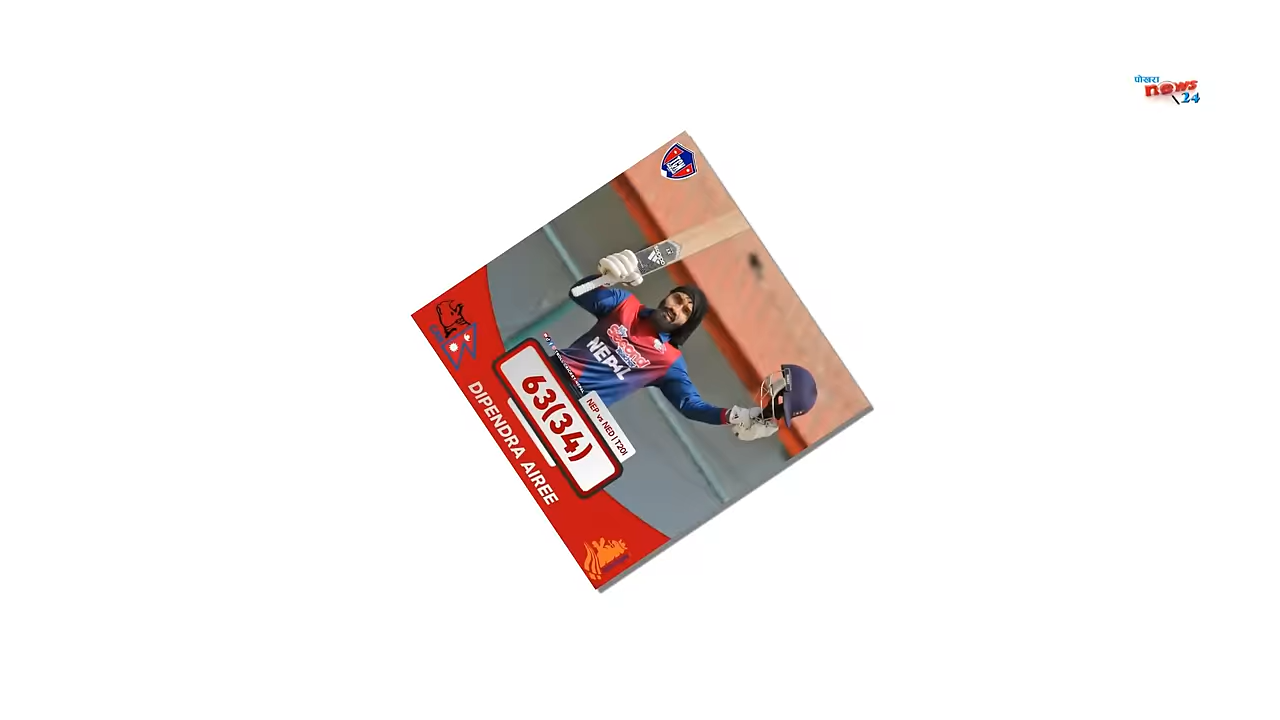 पोखरा
news
24
NEPAL
NEP vs NED | T20I
63(34)
DIPENDRA AIREE